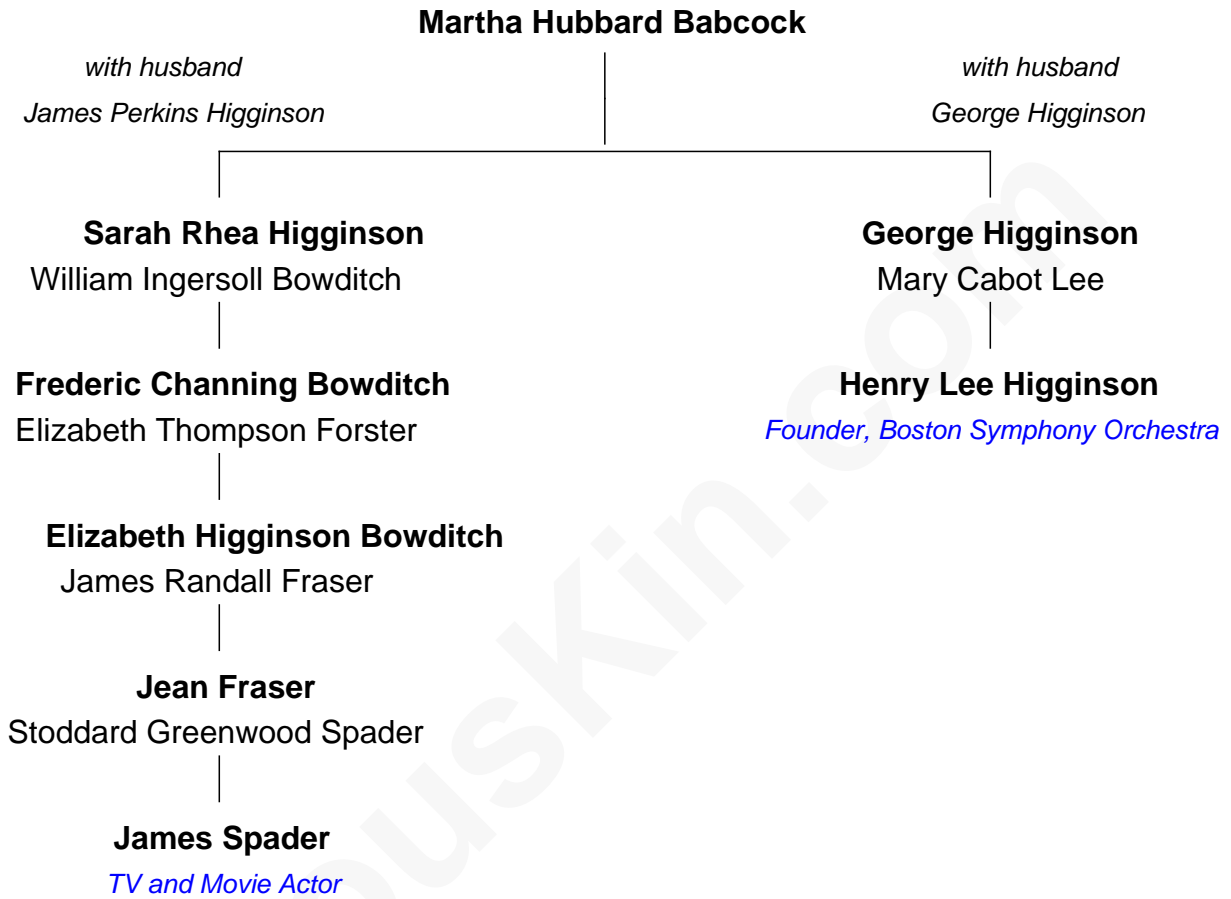 Martha Hubbard Babcock
with husband
James Perkins Higginson
with husband
George Higginson
Sarah Rhea Higginson
William Ingersoll Bowditch
George Higginson
Mary Cabot Lee
Frederic Channing Bowditch
Elizabeth Thompson Forster
Henry Lee Higginson
Founder, Boston Symphony Orchestra
Elizabeth Higginson Bowditch
James Randall Fraser
Jean Fraser
Stoddard Greenwood Spader
James Spader
TV and Movie Actor
ousKin.com